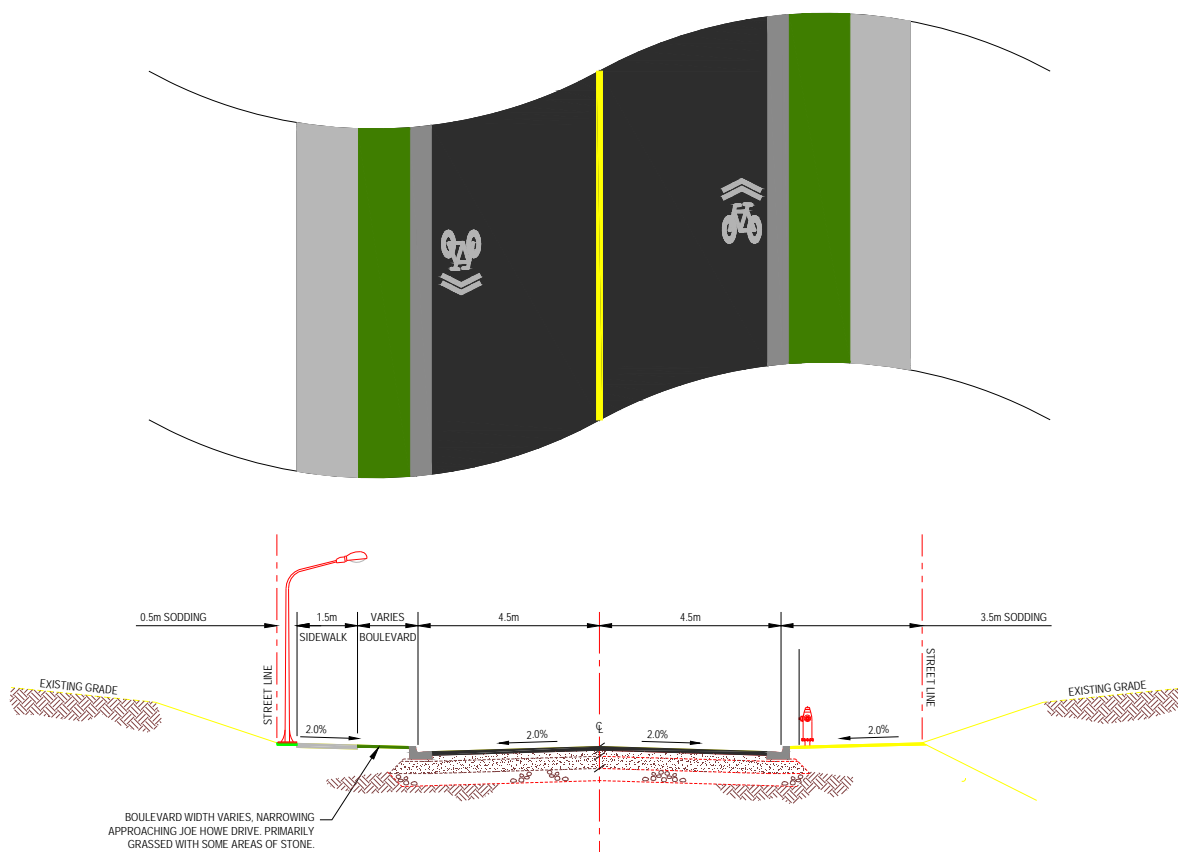 0.5m SODDING
1.5m
VARIES
4.5m
4.5m
3.5m SODDING
SIDEWALK
BOULEVARD
STREET LINE
STREET LINE
EXISTING GRADE
EXISTING GRADE
2.0%
2.0%
℄
2.0%
2.0%
BOULEVARD WIDTH VARIES, NARROWING
APPROACHING JOE HOWE DRIVE. PRIMARILY
GRASSED WITH SOME AREAS OF STONE.